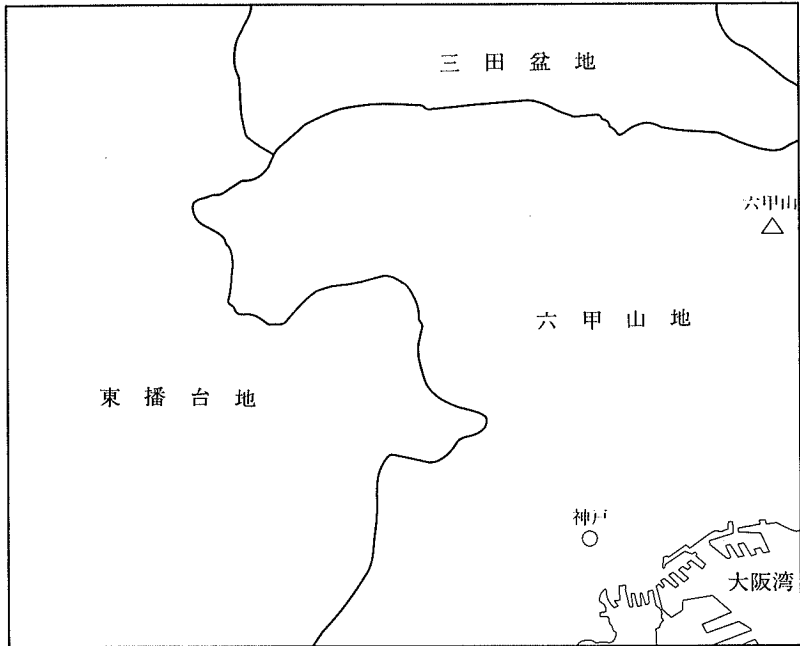 三田盆地
六甲山
六甲山地
東播台地
神戸
大阪湾